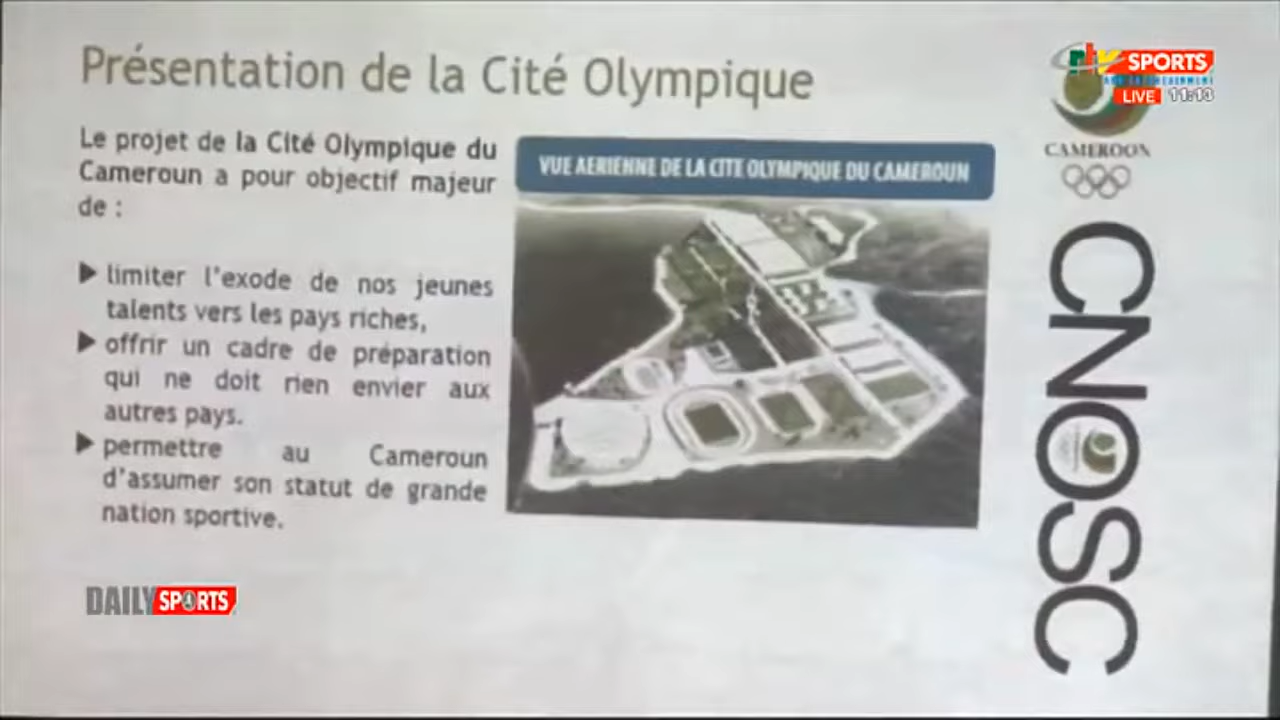 Présentation de la Cité Olympique
Le projet de la Cité Olympique du
Cameroun a pour objectif majeur
de :
▶ limiter l'exode de nos jeunes
talents vers les pays riches,
▶ offrir un cadre de préparation
qui ne doit rien envier aux
autres pays.
▶ permettre au Cameroun
d'assumer son statut de grande
nation sportive.
VUE AERIENNE DE LA CITE OLYMPIQUE DU CAMEROUN
SPORTS
LIVE 11:13
CAMEROON
CNOSC
DAILY SPORTS